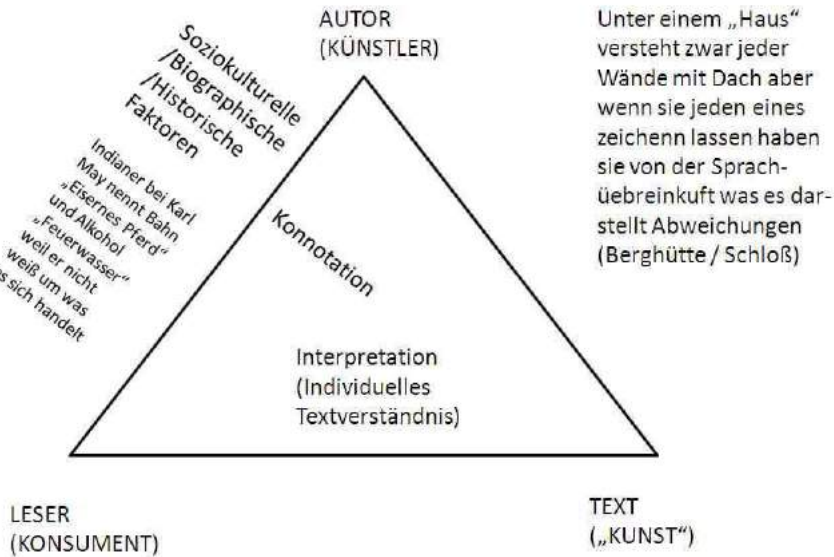 AUTOR
(KÜNSTLER)
Soziokulturelle
/Biographische
/Historische
Faktoren
Indianer bei Karl
May nennt Bahn
„Eisernes Pferd“
und Alkohol
„Feuerwasser“
weil er nicht
weiß um was
es sich handelt
Konnotation
Interpretation
(Individuelles
Textverständnis)
Unter einem „Haus“
versteht zwar jeder
Wände mit Dach aber
wenn sie jeden eines
zeichenn lassen haben
sie von der Sprach-
üebreinkuft was es dar-
stellt Abweichungen
(Berghütte / Schloß)
LESER
(KONSUMENT)
TEXT
(„KUNST“)